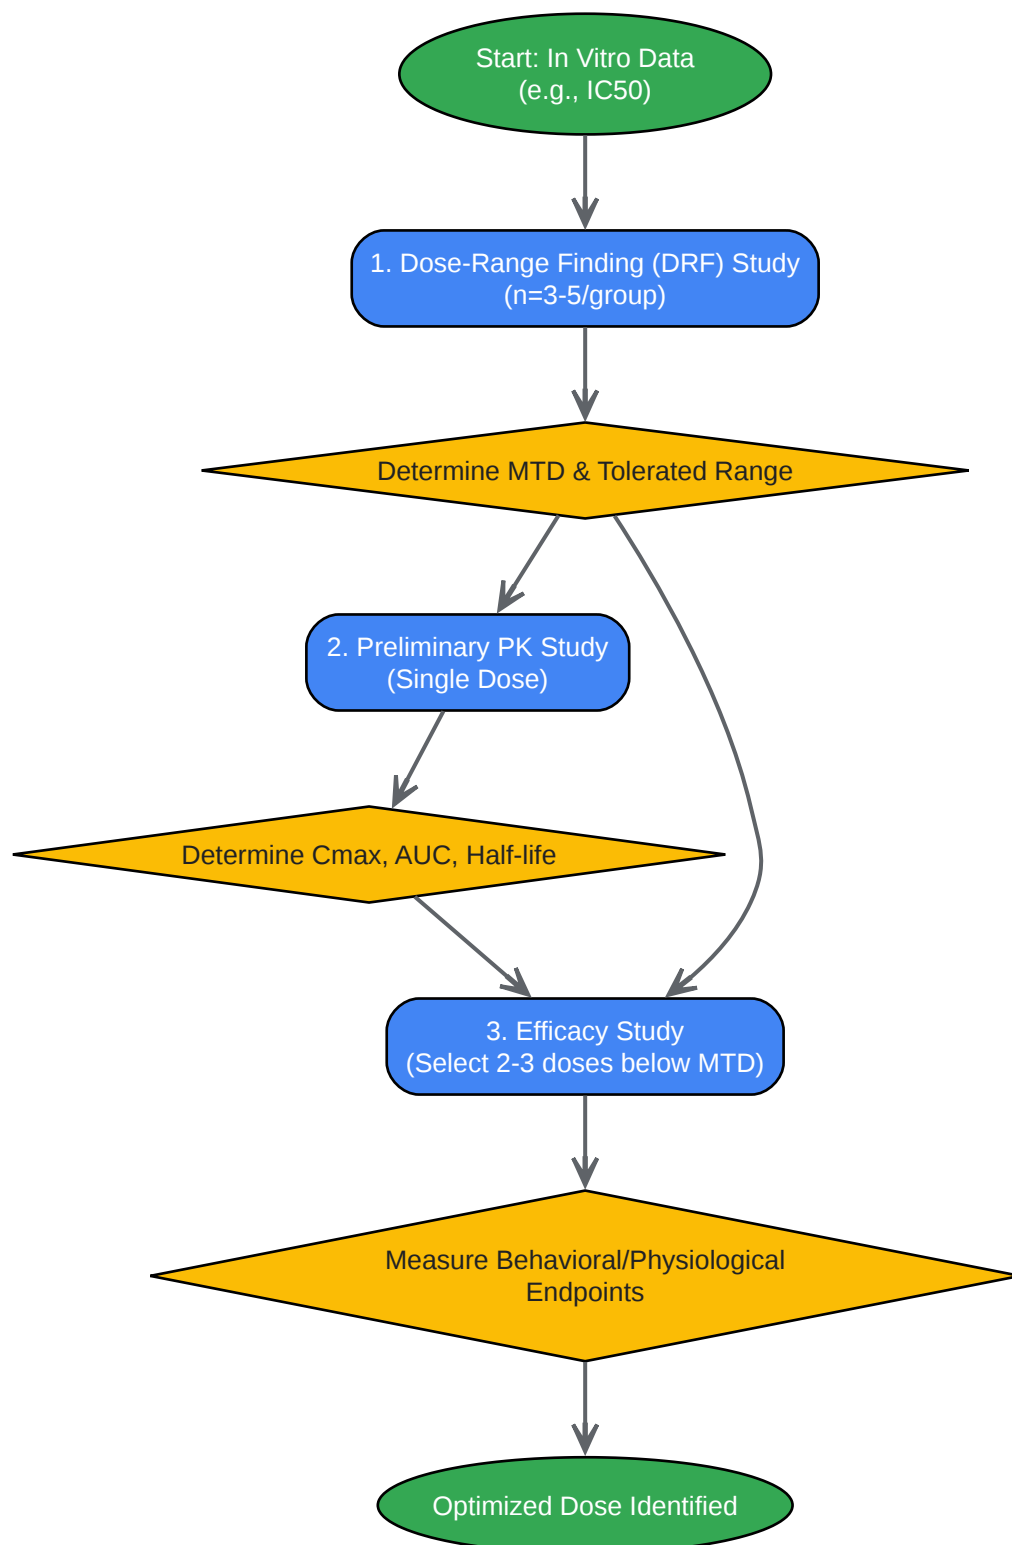 Start: In Vitro Data
(e.g., IC50)
1. Dose-Range Finding (DRF) Study
(n=3-5/group)
Determine MTD & Tolerated Range
2. Preliminary PK Study
(Single Dose)
Determine Cmax, AUC, Half-life
3. Efficacy Study
(Select 2-3 doses below MTD)
Measure Behavioral/Physiological
Endpoints
Optimized Dose Identified